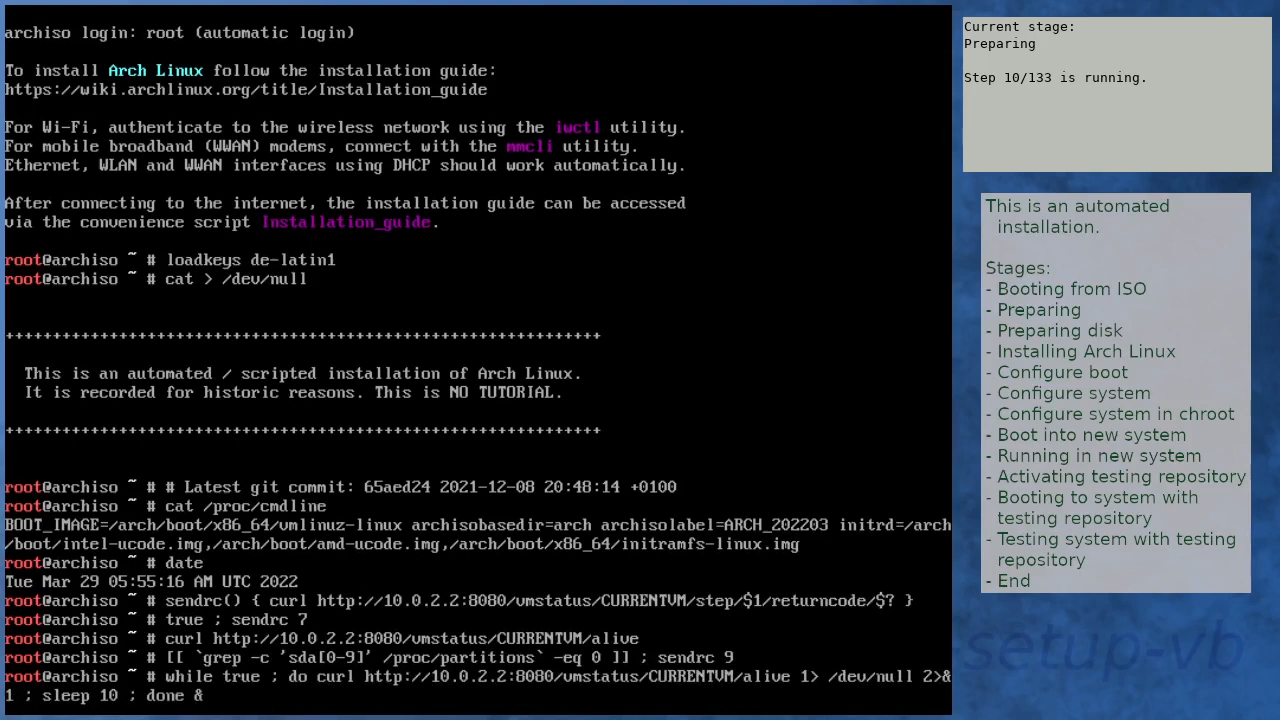 archiso login: root (automatic login)
To install Arch Linux follow the installation guide:
https://wiki.archlinux.org/title/Installation_guide
For Wi-Fi, authenticate to the wireless network using the iwctl utility.
For mobile broadband (WWAN) modems, connect with the mmcli utility.
Ethernet, WLAN and WWAN interfaces using DHCP should work automatically.
After connecting to the internet, the installation guide can be accessed
via the convenience script Installation_guide.
root@archiso ~ # loadkeys de-latin1
root@archiso ~ # cat > /dev/null
+++++++++++++++++++++++++++++++++++++++++++++++++++++++++++++++
This is an automated / scripted installation of Arch Linux.
It is recorded for historic reasons. This is NO TUTORIAL.
+++++++++++++++++++++++++++++++++++++++++++++++++++++++++++++++
root@archiso ~ # # Latest git commit: 65aed24 2021-12-08 20:48:14 +0100
root@archiso ~ # cat /proc/cmdline
BOOT_IMAGE=/arch/boot/x86_64/vmlinuz-linux archisobasedir=arch archisolabel=ARCH_202203 initrd=/arch
/boot/intel-ucode.img,/arch/boot/amd-ucode.img,/arch/boot/x86_64/initramfs-linux.img
root@archiso ~ # date
Tue Mar 29 05:55:16 AM UTC 2022
root@archiso ~ # sendrc() { curl http://10.0.2.2:8080/vmstatus/CURRENTVM/step/$1/returncode/$? }
root@archiso ~ # true ; sendrc 7
root@archiso ~ # curl http://10.0.2.2:8080/vmstatus/CURRENTVM/alive
root@archiso ~ # [[ `grep -c 'sda[0-9]' /proc/partitions` -eq 0 ]] ; sendrc 9
root@archiso ~ # while true ; do curl http://10.0.2.2:8080/vmstatus/CURRENTVM/alive 1> /dev/null 2>&
1 ; sleep 10 ; done &
Current stage:
Preparing
Step 10/133 is running.
This is an automated
installation.
Stages:
- Booting from ISO
- Preparing
- Preparing disk
- Installing Arch Linux
- Configure boot
- Configure system
- Configure system in chroot
- Boot into new system
- Running in new system
- Activating testing repository
- Booting to system with
testing repository
- Testing system with testing
repository
- End
setup-vb